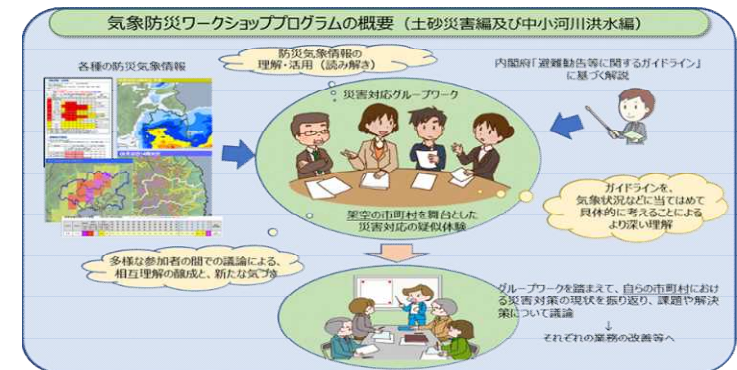 気象防災ワークショッププログラムの概要（土砂災害編及び中小河川洪水編）
各種の防災気象情報
防災気象情報の
理解・活用（読み解き）
内閣府「避難勧告等に関するガイドライン」
に基づく解説
災害対応グループワーク
架空の市町村を舞台とした
災害対応の疑似体験
ガイドラインを、
気象状況などに当てはめて
具体的に考えることによる
より深い理解
多様な参加者の間での議論による、
相互理解の醸成と、新たな気づき
グループワークを踏まえて、自らの市町村におけ
る災害対策の現状を振り返り、課題や解決
策について議論
↓
それぞれの業務の改善等へ